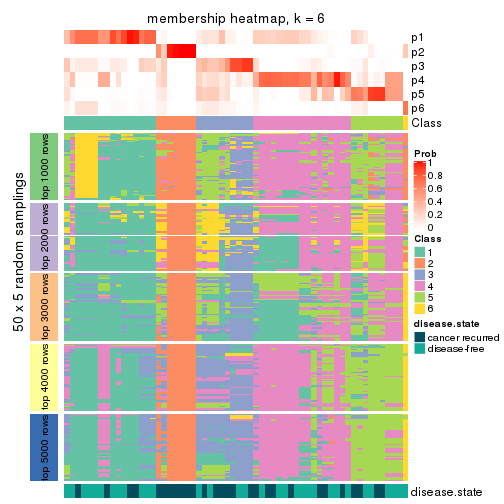 membership heatmap, k = 6
p1
p2
p3
p4
p5
p6
Class
50 x 5 random samplings
top 1000 rows
top 2000 rows
top 3000 rows
top 4000 rows
top 5000 rows
Prob
1
0.8
0.6
0.4
0.2
0
Class
1
2
3
4
5
6
disease.state
cancer recurred
disease-free
disease.state